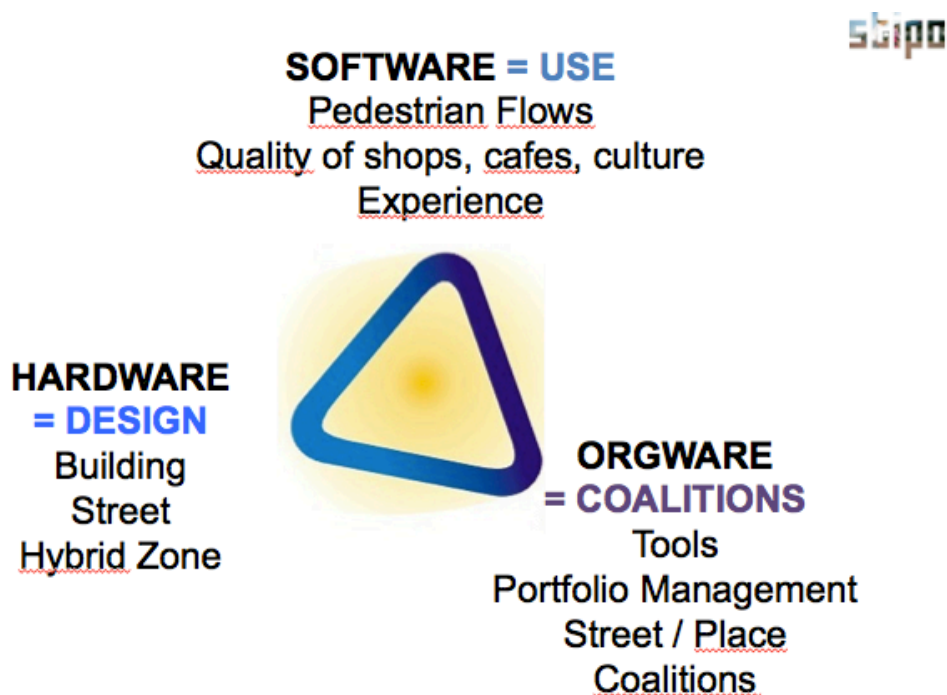 stipo
SOFTWARE = USE
Pedestrian Flows
Quality of shops, cafes, culture
Experience
HARDWARE
= DESIGN
Building
Street
Hybrid Zone
ORGWARE
= COALITIONS
Tools
Portfolio Management
Street / Place
Coalitions